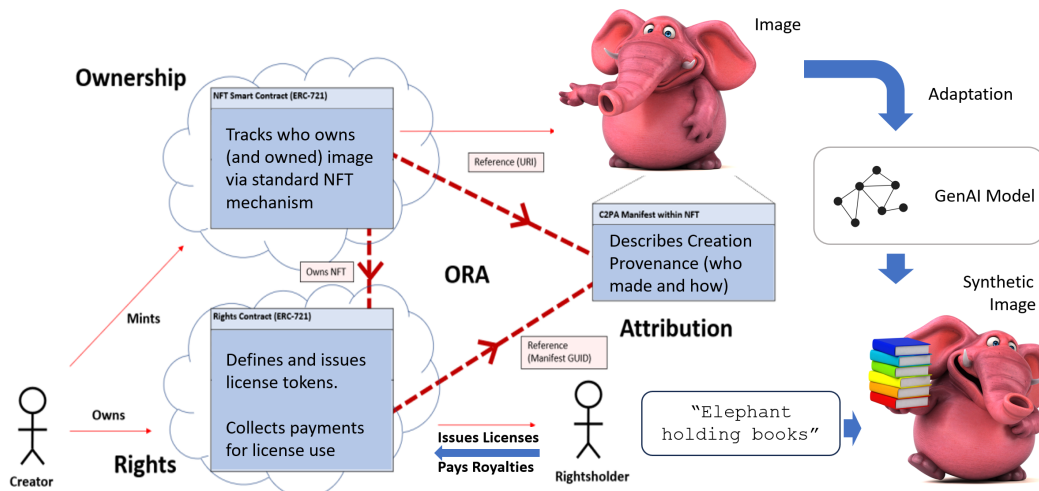 Image
Ownership
NFT Smart Contract (ERC-721)
Tracks who owns
(and owned) image
via standard NFT
mechanism
Reference (URI)
Adaptation
GenAI Model
C2PA Manifest within NFT
Describes Creation
Provenance (who
made and how)
Owns NFT
ORA
Attribution
Synthetic
Image
Mints
Rights Contract (ERC-721)
Defines and issues
license tokens.
Collects payments
for license use
Reference
(Manifest GUID)
Owns
Rights
Creator
Issues Licenses
Pays Royalties
Rightsholder
“Elephant
holding books”